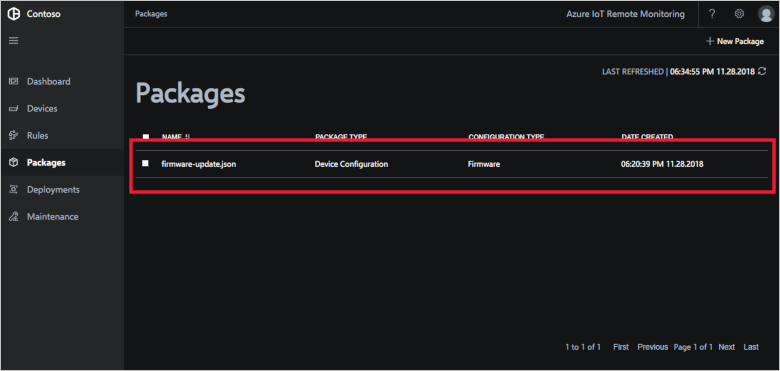 Contoso
Packages
Azure IoT Remote Monitoring
?
+ New Package
LAST REFRESHED | 06:34:55 PM 11.28.2018
Dashboard
Devices
Rules
Packages
Deployments
Maintenance
Packages
NAME PACKAGE TYPE CONFIGURATION TYPE DATE CREATED
firmware-update.json Device Configuration Firmware 06:20:39 PM 11.28.2018
1 to 1 of 1 First Previous Page 1 of 1 Next Last